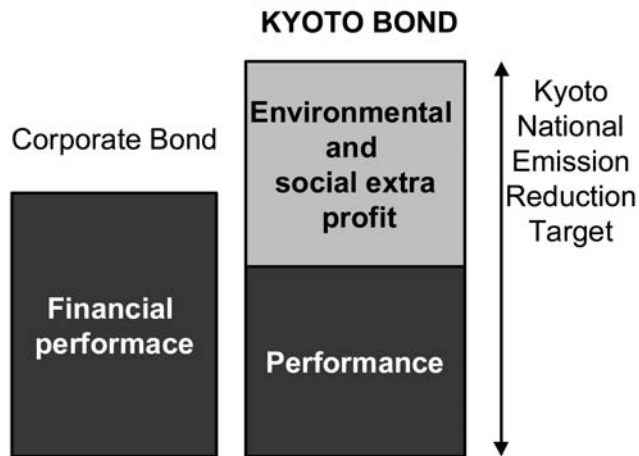 KYOTO BOND
Corporate Bond
Financial
performace
Environmental
and
social extra
profit
Performance
Kyoto
National
Emission
Reduction
Target